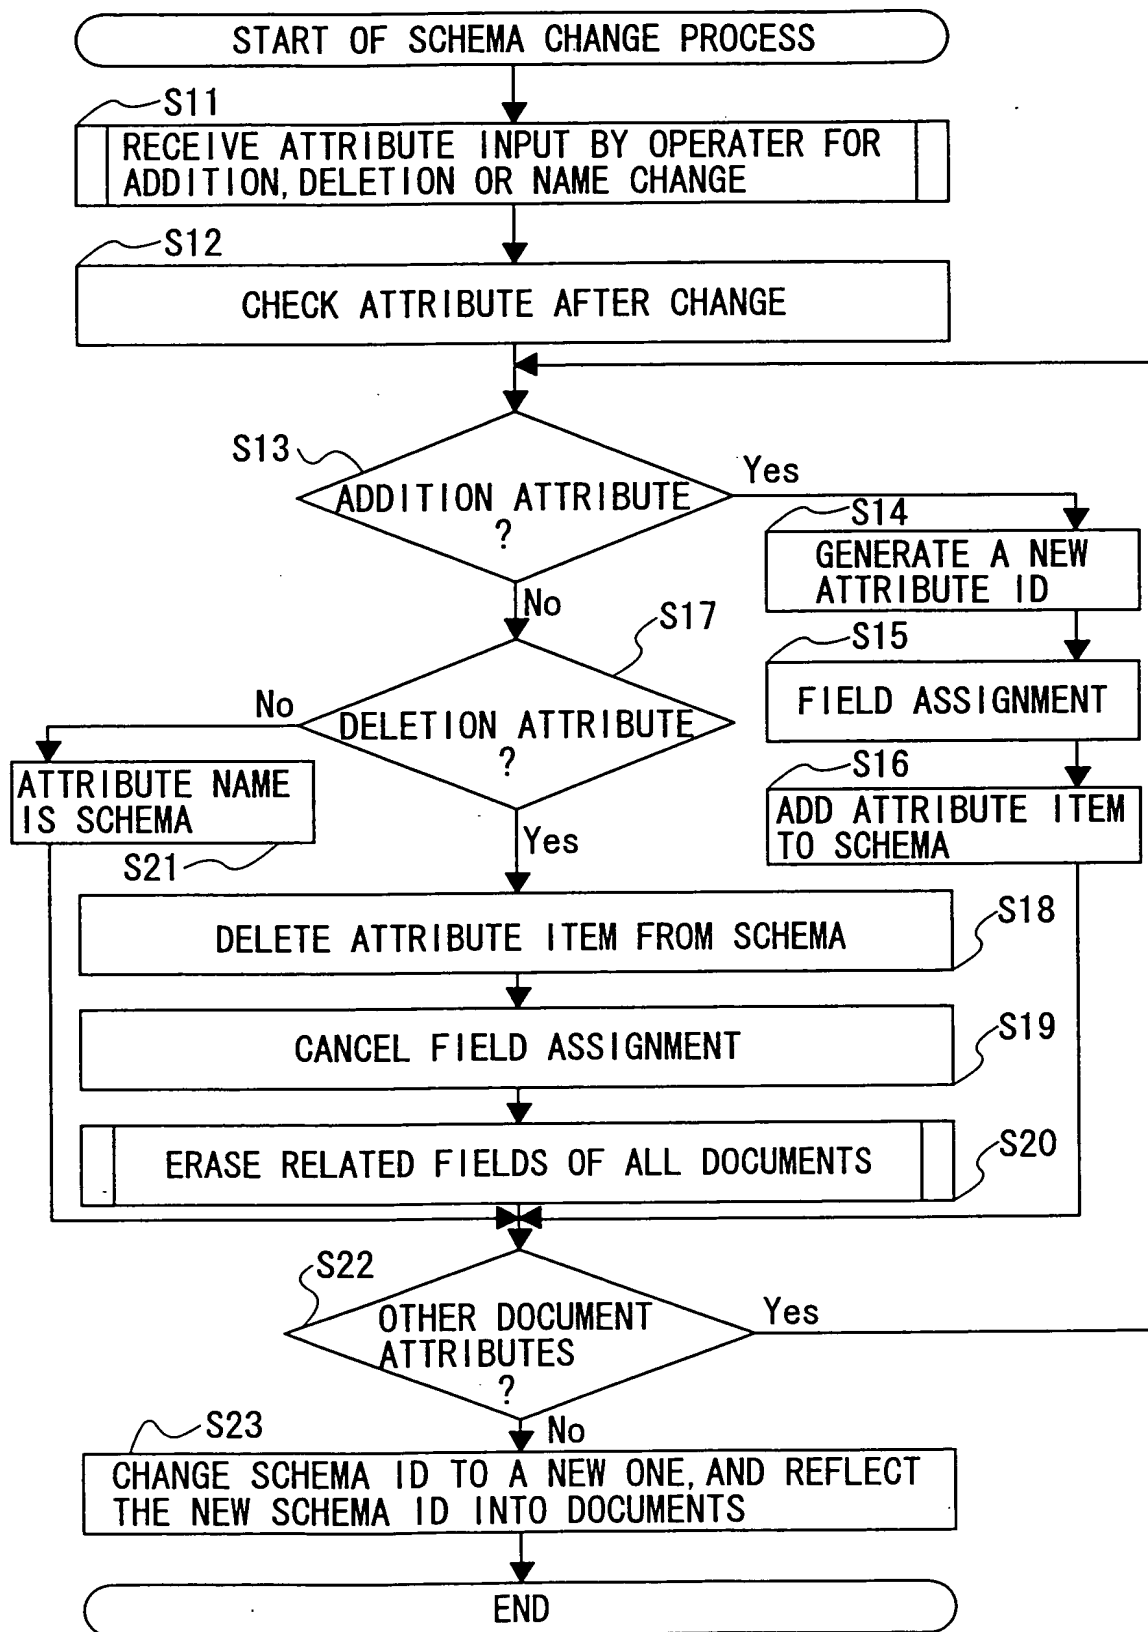 START OF SCHEMA CHANGE PROCESS
S11
RECEIVE ATTRIBUTE INPUT BY OPERATER FOR
ADDITION, DELETION OR NAME CHANGE
S12
CHECK ATTRIBUTE AFTER CHANGE
S13
ADDITION ATTRIBUTE
?
Yes
No
S14
GENERATE A NEW
ATTRIBUTE ID
S15
FIELD ASSIGNMENT
S16
ADD ATTRIBUTE ITEM
TO SCHEMA
S17
DELETION ATTRIBUTE
?
No
Yes
ATTRIBUTE NAME
IS SCHEMA
S21
DELETE ATTRIBUTE ITEM FROM SCHEMA
S18
CANCEL FIELD ASSIGNMENT
S19
ERASE RELATED FIELDS OF ALL DOCUMENTS
S20
S22
OTHER DOCUMENT
ATTRIBUTES
?
Yes
No
S23
CHANGE SCHEMA ID TO A NEW ONE, AND REFLECT
THE NEW SCHEMA ID INTO DOCUMENTS
END